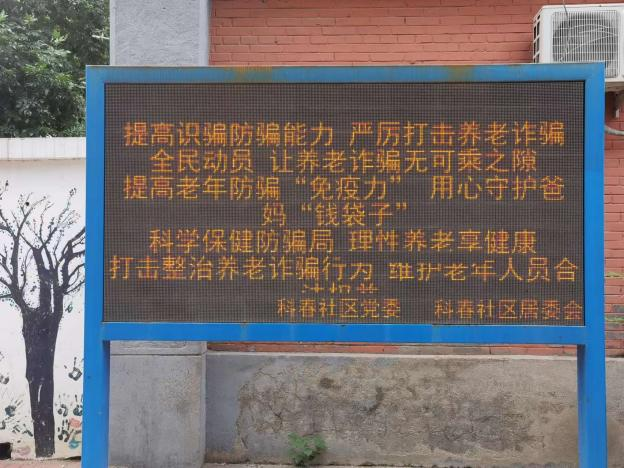 提高识骗防骗能力 严厉打击养老诈骗
全民动员 让养老诈骗无可乘之隙
提高老年防骗“免疫力” 用心守护爸
妈“钱袋子”
科学保健防骗局 理性养老享健康
打击整治养老诈骗行为 维护老年人员合
法权益
科春社区党委 科春社区居委会